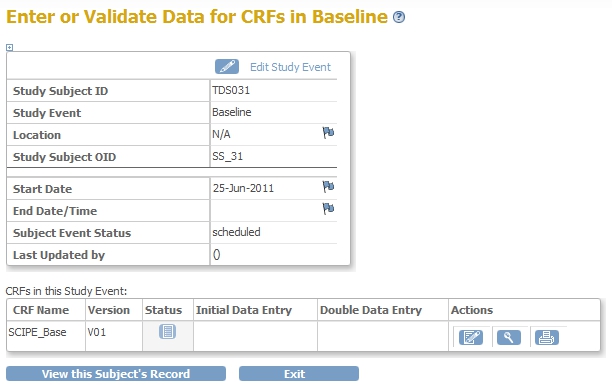 Enter or Validate Data for CRFs in Baseline ?
Edit Study Event
Study Subject ID TDS031
Study Event Baseline
Location N/A
Study Subject OID SS_31
Start Date 25-Jun-2011
End Date/Time
Subject Event Status scheduled
Last Updated by ()
CRFs in this Study Event:
CRF Name Version Status Initial Data Entry Double Data Entry Actions
SCIPE_Base V01
View this Subject's Record Exit